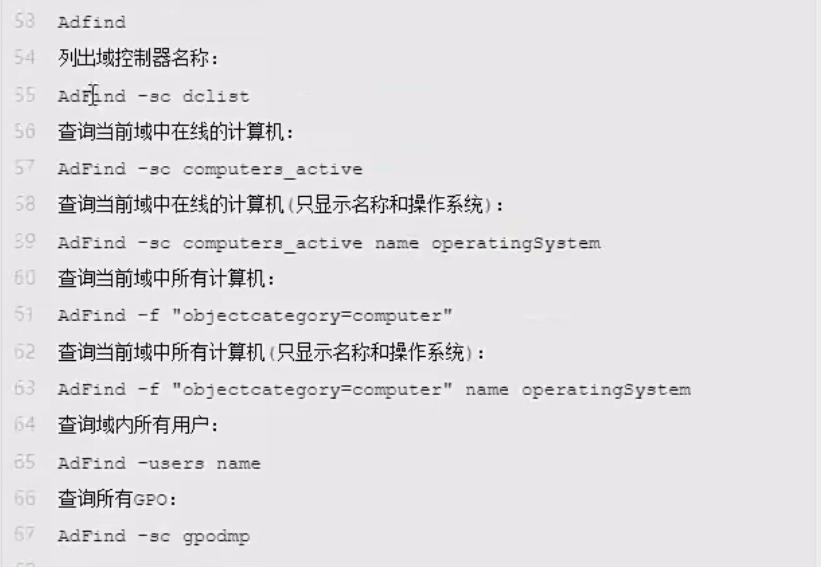 53 Adfind
54 列出域控制器名称：
55 AdFind -sc dclist
56 查询当前域中在线的计算机：
57 AdFind -sc computers_active
58 查询当前域中在线的计算机(只显示名称和操作系统)：
59 AdFind -sc computers_active name operatingSystem
60 查询当前域中所有计算机：
61 AdFind -f "objectcategory=computer"
62 查询当前域中所有计算机(只显示名称和操作系统)：
63 AdFind -f "objectcategory=computer" name operatingSystem
64 查询域内所有用户：
65 AdFind -users name
66 查询所有GPO：
67 AdFind -sc gpodmp